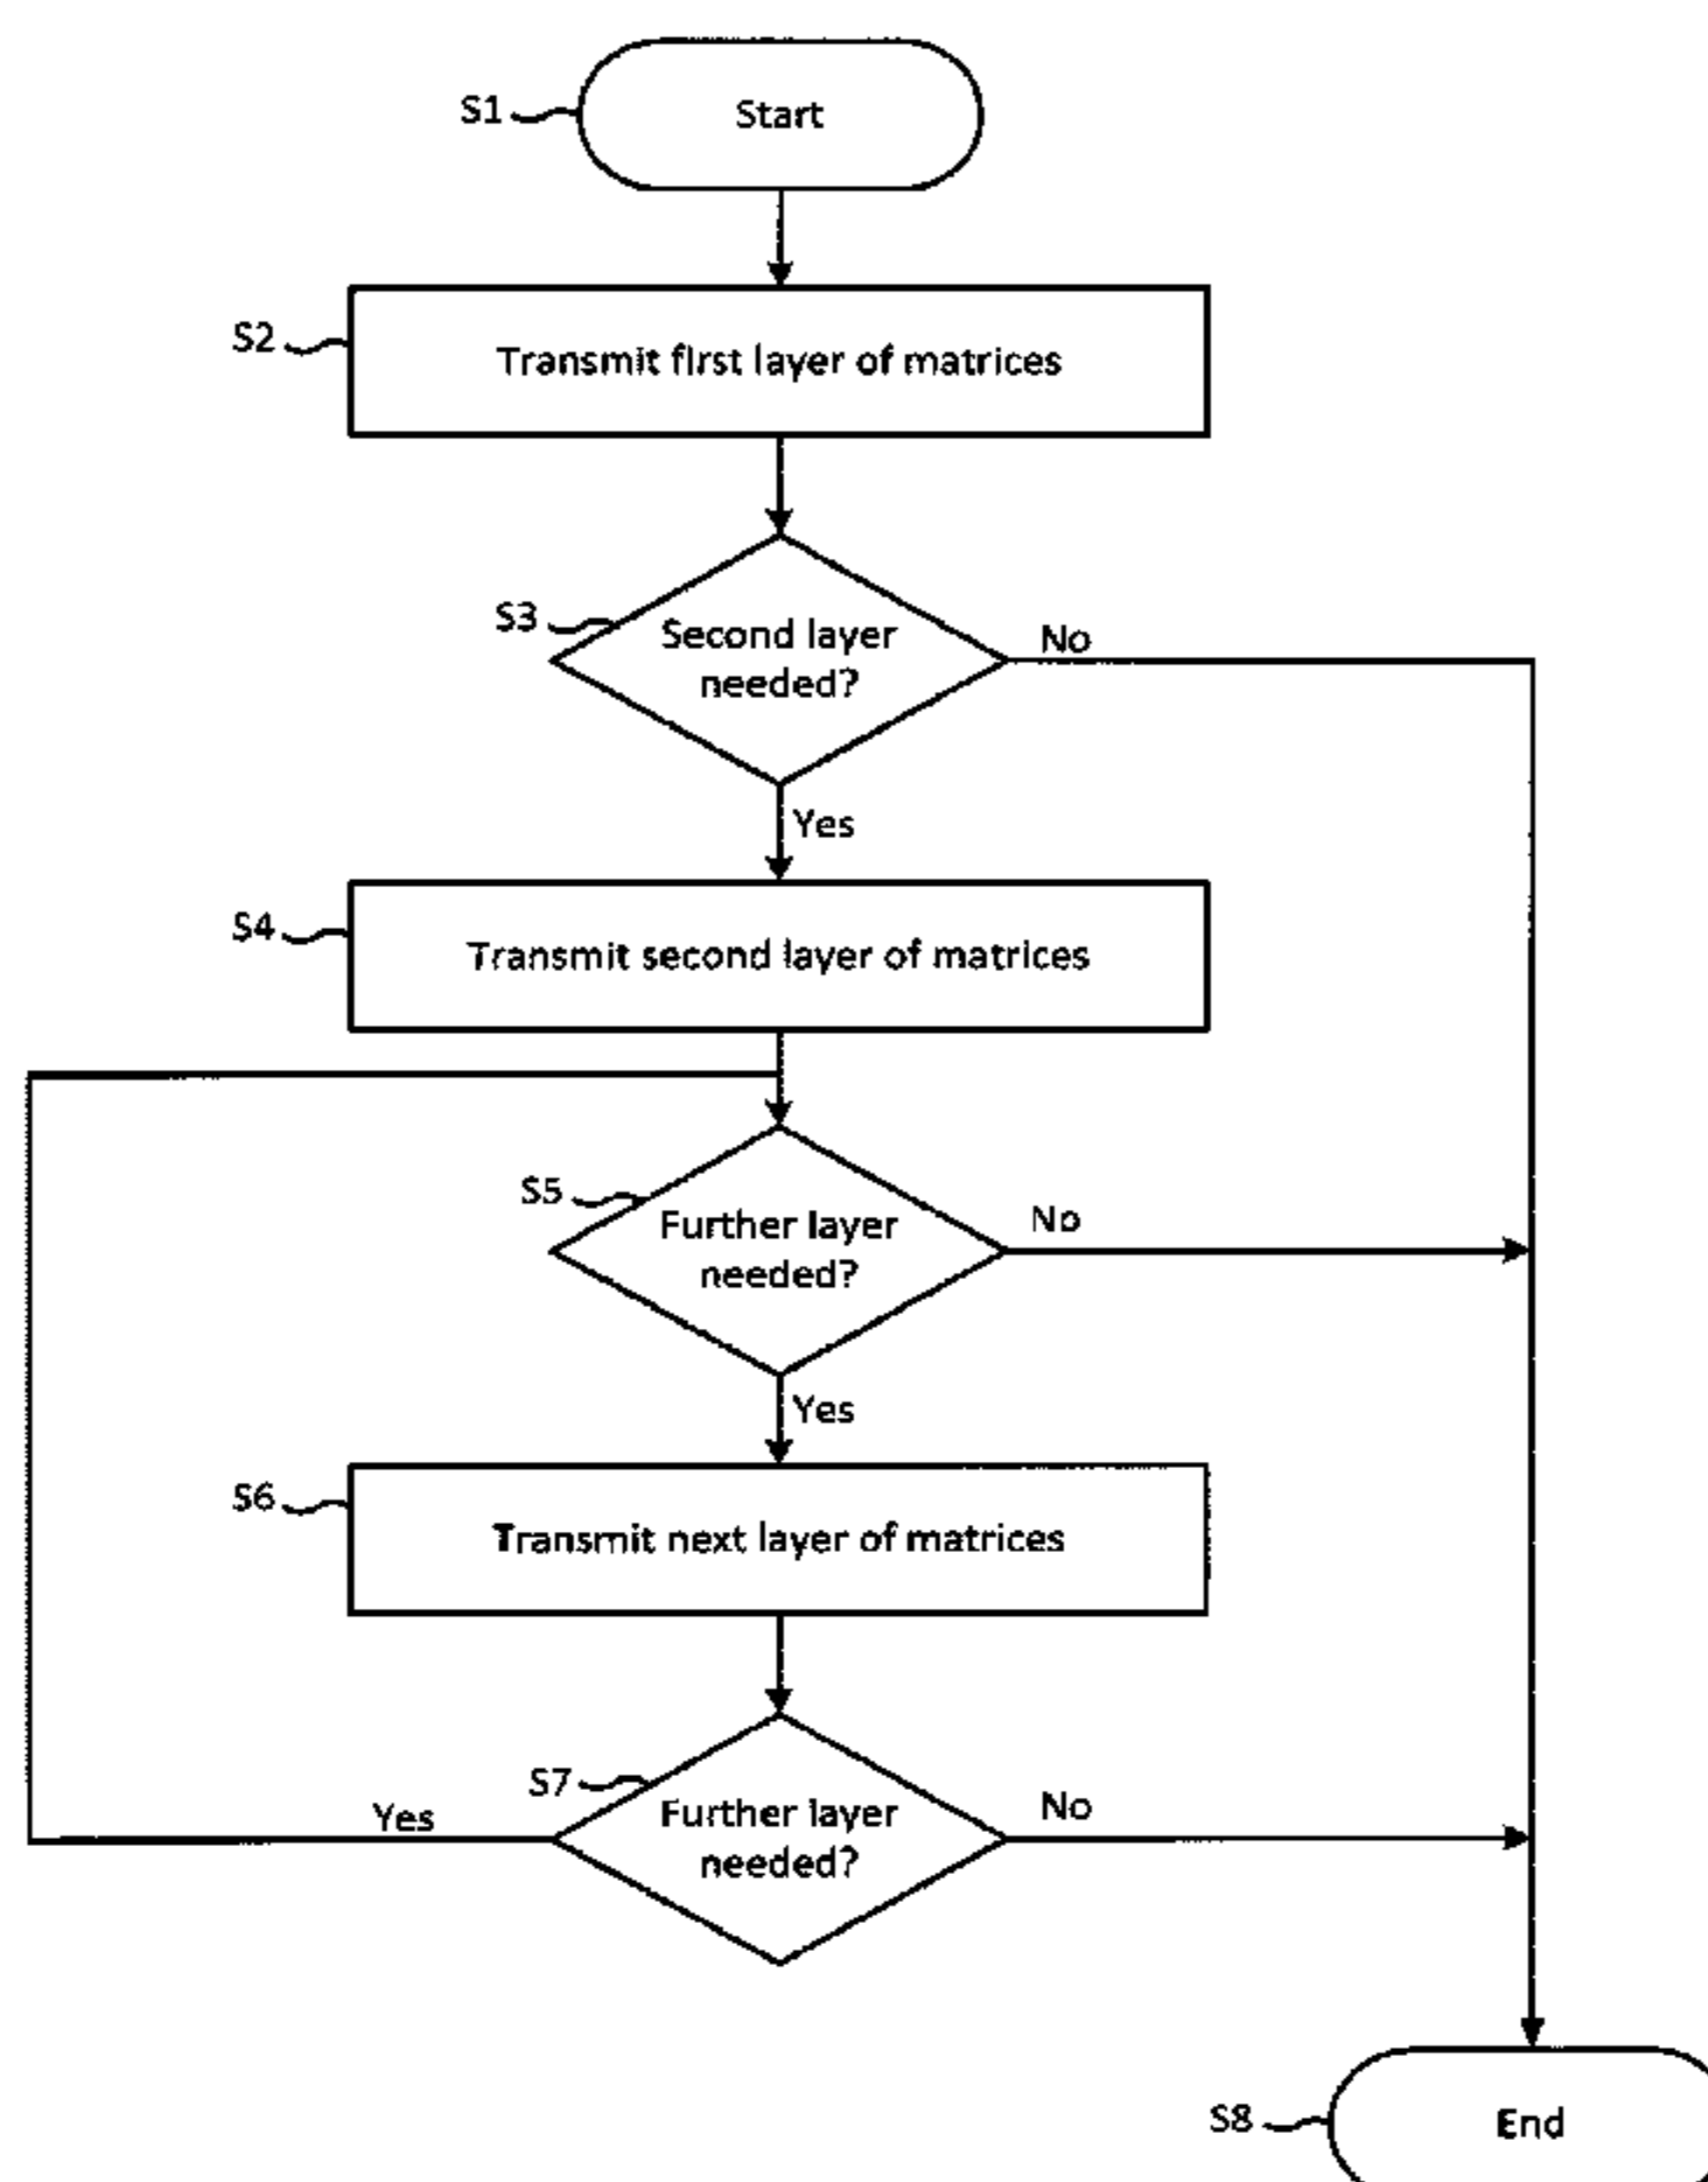 S1
Start
S2
Transmit first layer of matrices
S3
Second layer
needed?
No
Yes
S4
Transmit second layer of matrices
S5
Further layer
needed?
No
Yes
S6
Transmit next layer of matrices
S7
Further layer
needed?
Yes
No
S8
End